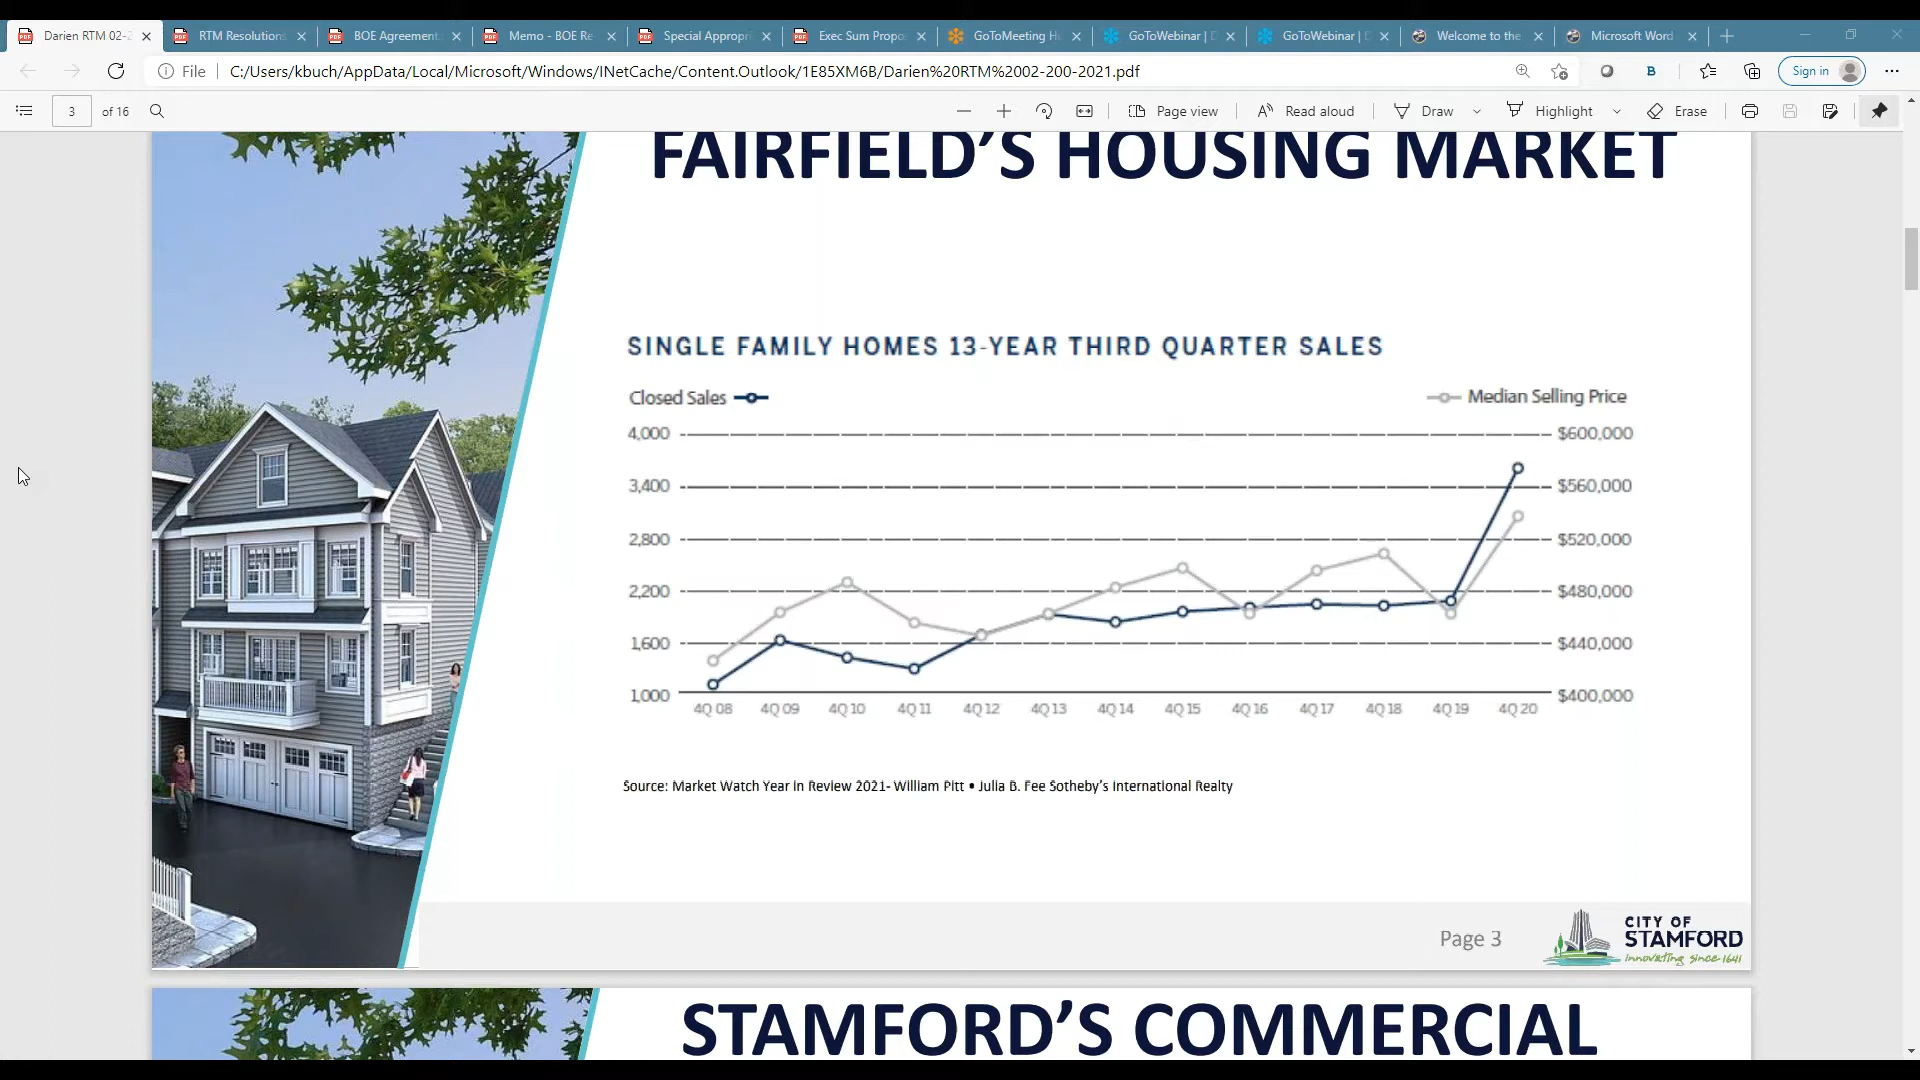 Darien RTM 02-2
RTM Resolutions
BOE Agreement
Memo - BOE Re
Special Appropri
Exec Sum Propo
GoToMeeting H
GoToWebinar | D
GoToWebinar |
Welcome to the
Microsoft Word
File
C:/Users/kbuch/AppData/Local/Microsoft/Windows/INetCache/Content.Outlook/1E85XM6B/Darien%20RTM%2002-200-2021.pdf
B
Sign in
3 of 16
Page view
Read aloud
Draw
Highlight
Erase
FAIRFIELD'S HOUSING MARKET
SINGLE FAMILY HOMES 13-YEAR THIRD QUARTER SALES
Closed Sales
Median Selling Price
4,000 $600,000
3,400 $560,000
2,800 $520,000
2,200 $480,000
1,600 $440,000
1,000 $400,000
4Q 08 4Q 09 4Q 10 4Q 11 4Q 12 4Q 13 4Q 14 4Q 15 4Q 16 4Q 17 4Q 18 4Q 19 4Q 20
Source: Market Watch Year in Review 2021- William Pitt • Julia B. Fee Sotheby's International Realty
Page 3
CITY OF
STAMFORD
innovating since 1641
STAMFORD'S COMMERCIAL